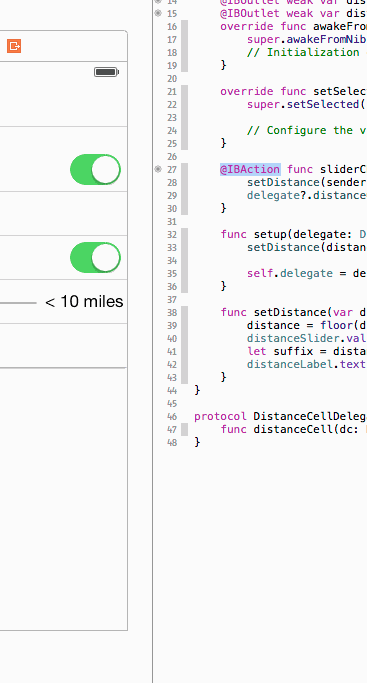 < 10 miles
14 @IBOutlet weak var dis
15 @IBOutlet weak var dis
16 override func awakeFrom
17 super.awakeFromNib
18 // Initialization
19 }
20
21 override func setSelec
22 super.setSelected(
23
24 // Configure the v
25 }
26
27 @IBAction func sliderC
28 setDistance(sender
29 delegate?.distance
30 }
31
32 func setup(delegate: D
33 setDistance(distan
34
35 self.delegate = de
36 }
37
38 func setDistance(var d
39 distance = floor(d
40 distanceSlider.val
41 let suffix = dista
42 distanceLabel.text
43 }
44 }
45
46 protocol DistanceCellDeleg
47 func distanceCell(dc:
48 }